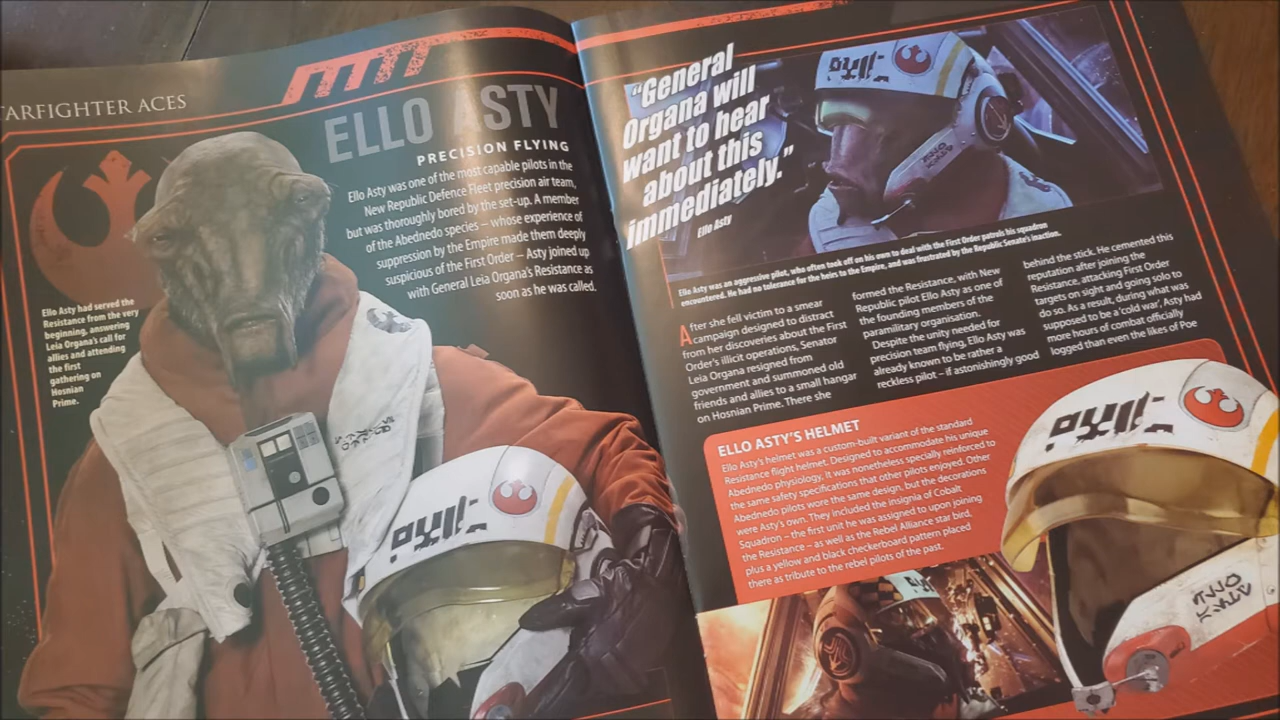 TARFIGHTER ACES
ELLO ASTY
PRECISION FLYING
Ello Asty was one of the most capable pilots in the
New Republic Defence Fleet precision air team,
but was thoroughly bored by the set-up. A member
of the Abednedo species – whose experience of
suppression by the Empire made them deeply
suspicious of the First Order – Asty joined up
with General Leia Organa's Resistance as
soon as he was called.
Ello Asty had served the
Resistance from the very
beginning, answering
Leia Organa's call for
allies and attending
the first
gathering on
Hosnian
Prime.
"General
Organa will
want to hear
about this
immediately."
Ello Asty
Ello Asty was an aggressive pilot, who often took off on his own to deal with the First Order patrols his squadron
encountered. He had no tolerance for the heirs to the Empire, and was frustrated by the Republic Senate's inaction.
After she fell victim to a smear
campaign designed to distract
from her discoveries about the First
Order's illicit operations, Senator
Leia Organa resigned from
government and summoned old
friends and allies to a small hangar
on Hosnian Prime. There she
formed the Resistance, with New
Republic pilot Ello Asty as one of
the founding members of the
paramilitary organisation.
Despite the unity needed for
precision team flying, Ello Asty was
already known to be rather a
reckless pilot – if astonishingly good
behind the stick. He cemented this
reputation after joining the
Resistance, attacking First Order
targets on sight and going solo to
do so. As a result, during what was
supposed to be a 'cold war', Asty had
more hours of combat officially
logged than even the likes of Poe
ELLO ASTY'S HELMET
Ello Asty's helmet was a custom-built variant of the standard
Resistance flight helmet. Designed to accommodate his unique
Abednedo physiology, it was nonetheless specially reinforced to
the same safety specifications that other pilots enjoyed. Other
Abednedo pilots wore the same design, but the decorations
were Asty's own. They included the insignia of Cobalt
Squadron – the first unit he was assigned to upon joining
the Resistance – as well as the Rebel Alliance star bird,
plus a yellow and black checkerboard pattern placed
there as tribute to the rebel pilots of the past.